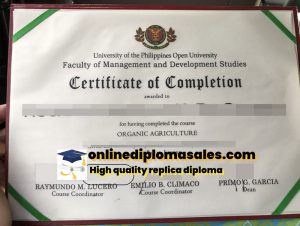 University of the Philippines Open University
Faculty of Management and Development Studies
Certificate of Completion
awarded to
for having completed the course
ORGANIC AGRICULTURE
onlinediplomasales.com
High quality replica diploma
RAYMUNDO M. LUCERO EMILIO B. CLIMACO PRIMO G. GARCIA
Course Coordinator Course Coordinator Dean